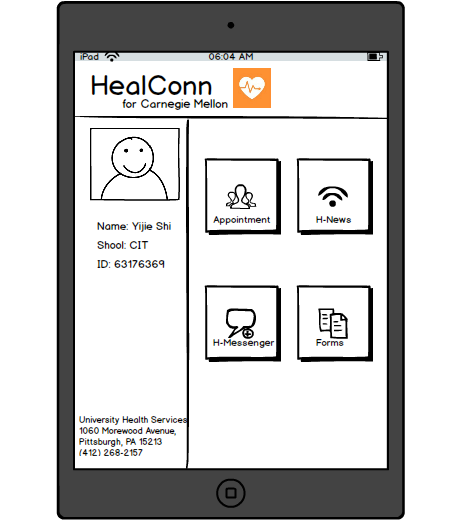 iPad 06:04 AM
HealConn
for Carnegie Mellon
Name: Yijie Shi
Shool: CIT
ID: 63176369
Appointment H-News
H-Messenger Forms
University Health Services
1060 Morewood Avenue,
Pittsburgh, PA 15213
(412) 268-2157